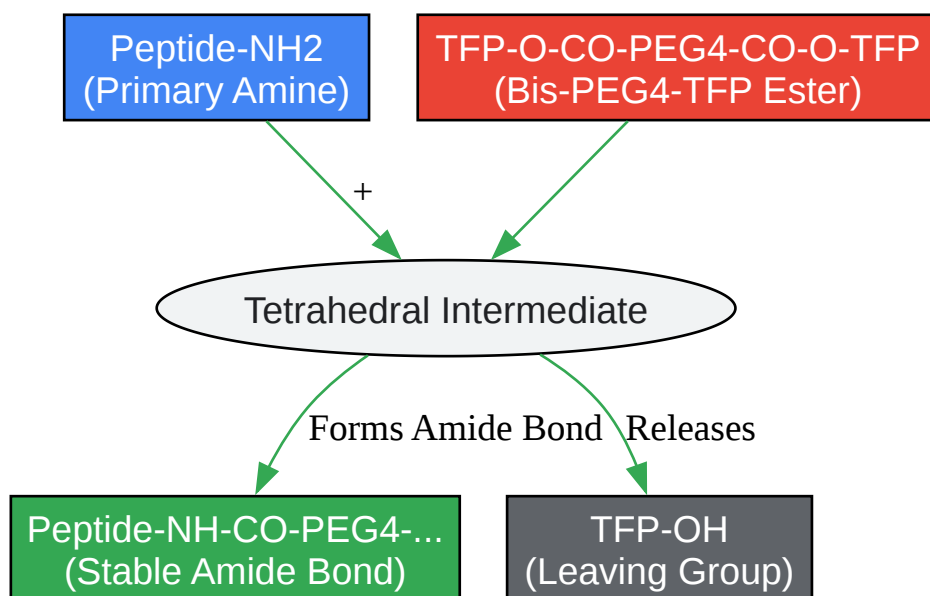 Peptide-NH2
(Primary Amine)
TFP-O-CO-PEG4-CO-O-TFP
(Bis-PEG4-TFP Ester)
+
Tetrahedral Intermediate
Forms Amide Bond
Releases
Peptide-NH-CO-PEG4-...
(Stable Amide Bond)
TFP-OH
(Leaving Group)